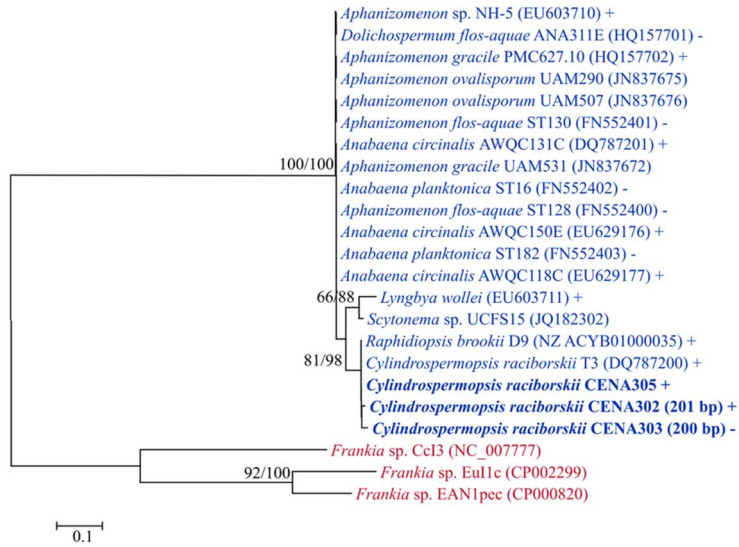 Aphanizomenon sp. NH-5 (EU603710) +
Dolichospermum flos-aquae ANA311E (HQ157701) -
Aphanizomenon gracile PMC627.10 (HQ157702) +
Aphanizomenon ovalisporum UAM290 (JN837675)
Aphanizomenon ovalisporum UAM507 (JN837676)
Aphanizomenon flos-aquae ST130 (FN552401) -
Anabaena circinalis AWQC131C (DQ787201) +
100/100
Aphanizomenon gracile UAM531 (JN837672)
Anabaena planktonica ST16 (FN552402) -
Aphanizomenon flos-aquae ST128 (FN552400) -
Anabaena circinalis AWQC150E (EU629176) +
Anabaena planktonica ST182 (FN552403) -
Anabaena circinalis AWQC118C (EU629177) +
66/88
Lyngbya wollei (EU603711) +
Scytonema sp. UCFS15 (JQ182302)
Raphidiopsis brookii D9 (NZ ACYB01000035) +
81/98
Cylindrospermopsis raciborskii T3 (DQ787200) +
Cylindrospermopsis raciborskii CENA305 +
Cylindrospermopsis raciborskii CENA302 (201 bp) +
Cylindrospermopsis raciborskii CENA303 (200 bp) -
Frankia sp. CcI3 (NC_007777)
92/100
Frankia sp. EuI1c (CP002299)
Frankia sp. EAN1pec (CP000820)
0.1